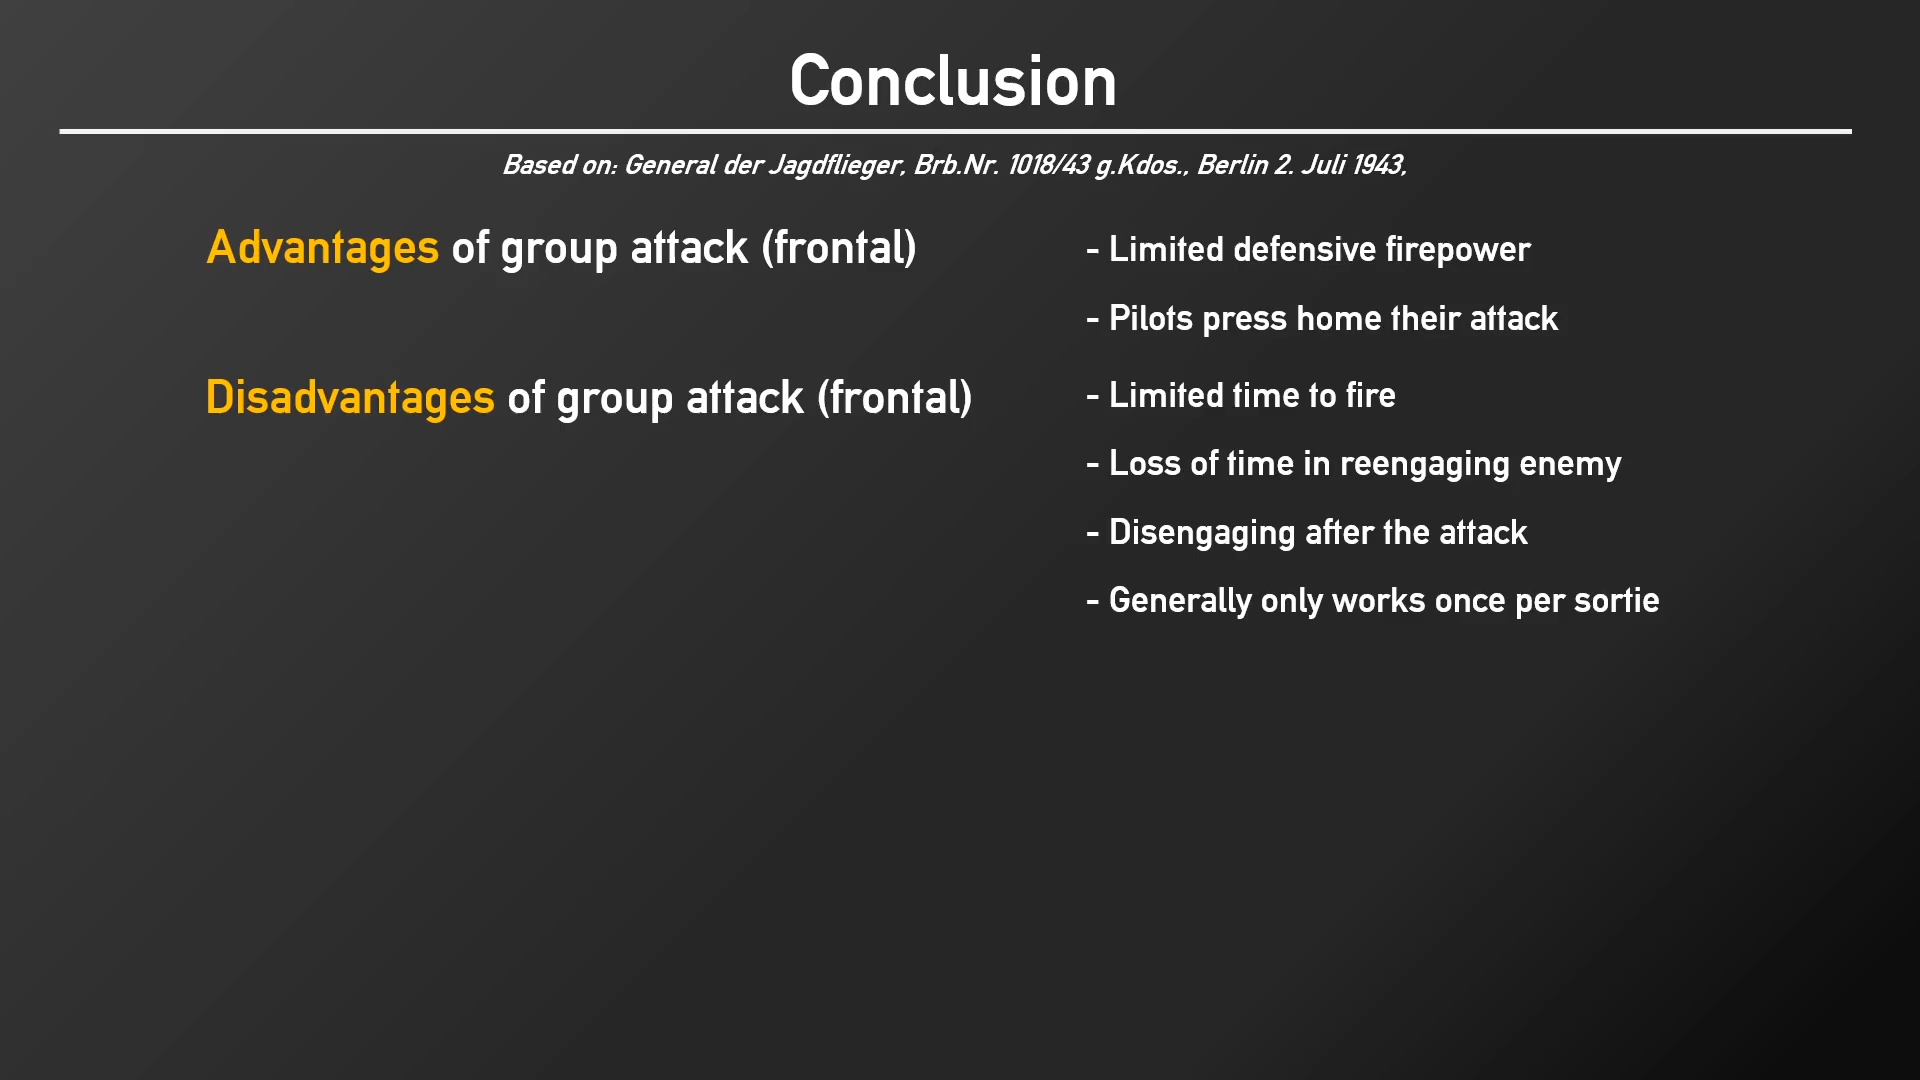 Conclusion
Based on: General der Jagdflieger, Brb.Nr. 1018/43 g.Kdos., Berlin 2. Juli 1943,
Advantages of group attack (frontal)
- Limited defensive firepower
- Pilots press home their attack
Disadvantages of group attack (frontal)
- Limited time to fire
- Loss of time in reengaging enemy
- Disengaging after the attack
- Generally only works once per sortie